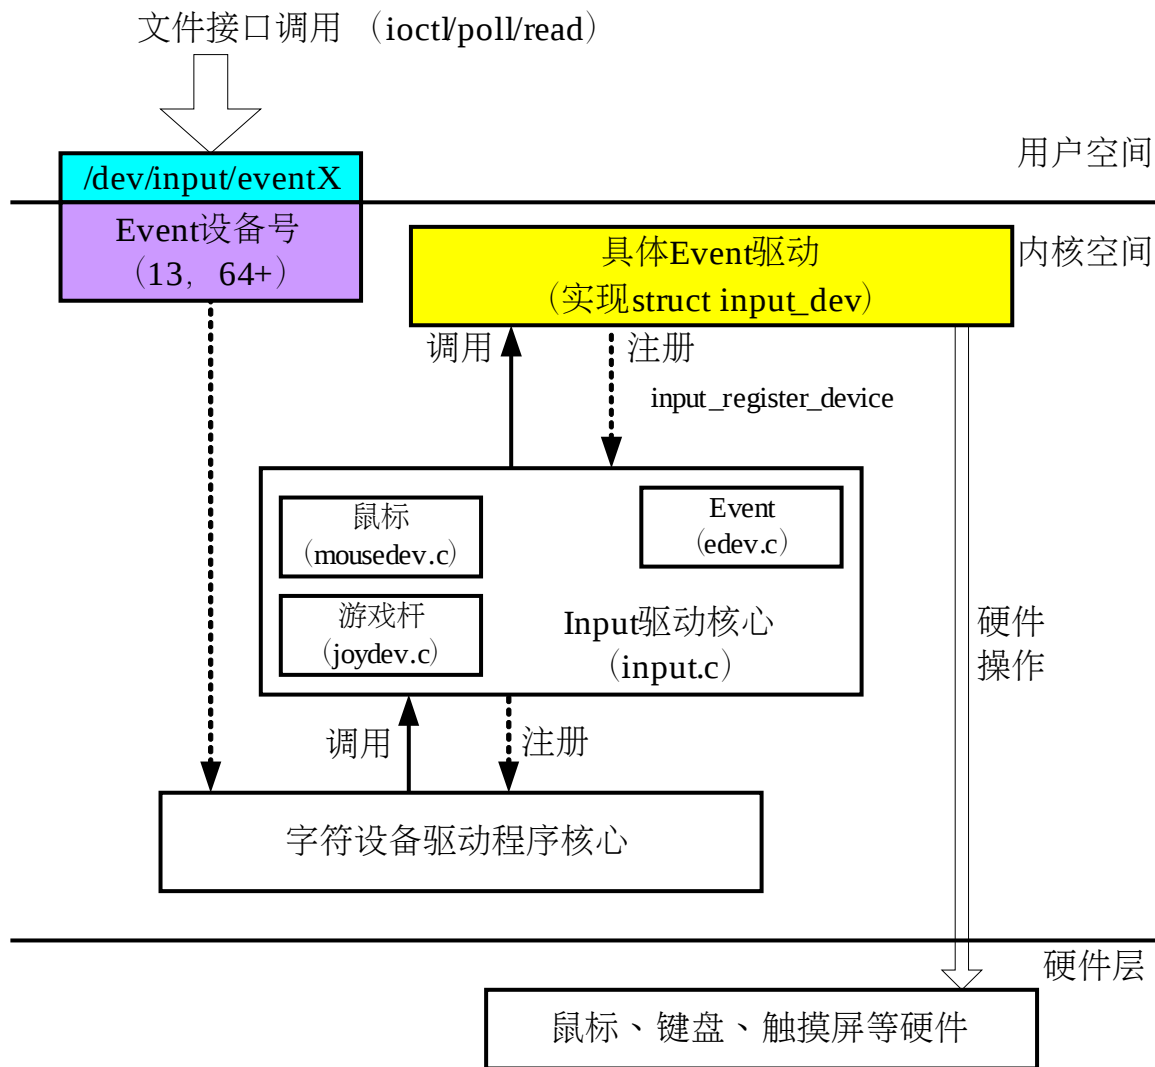 文件接口调用 （ioctl/poll/read）
用户空间
/dev/input/eventX
Event设备号
（13，64+）
内核空间
具体Event驱动
（实现struct input_dev）
调用
注册
input_register_device
鼠标
（mousedev.c）
Event
（edev.c）
游戏杆
（joydev.c）
Input驱动核心
（input.c）
硬件
操作
调用
注册
字符设备驱动程序核心
硬件层
鼠标、键盘、触摸屏等硬件